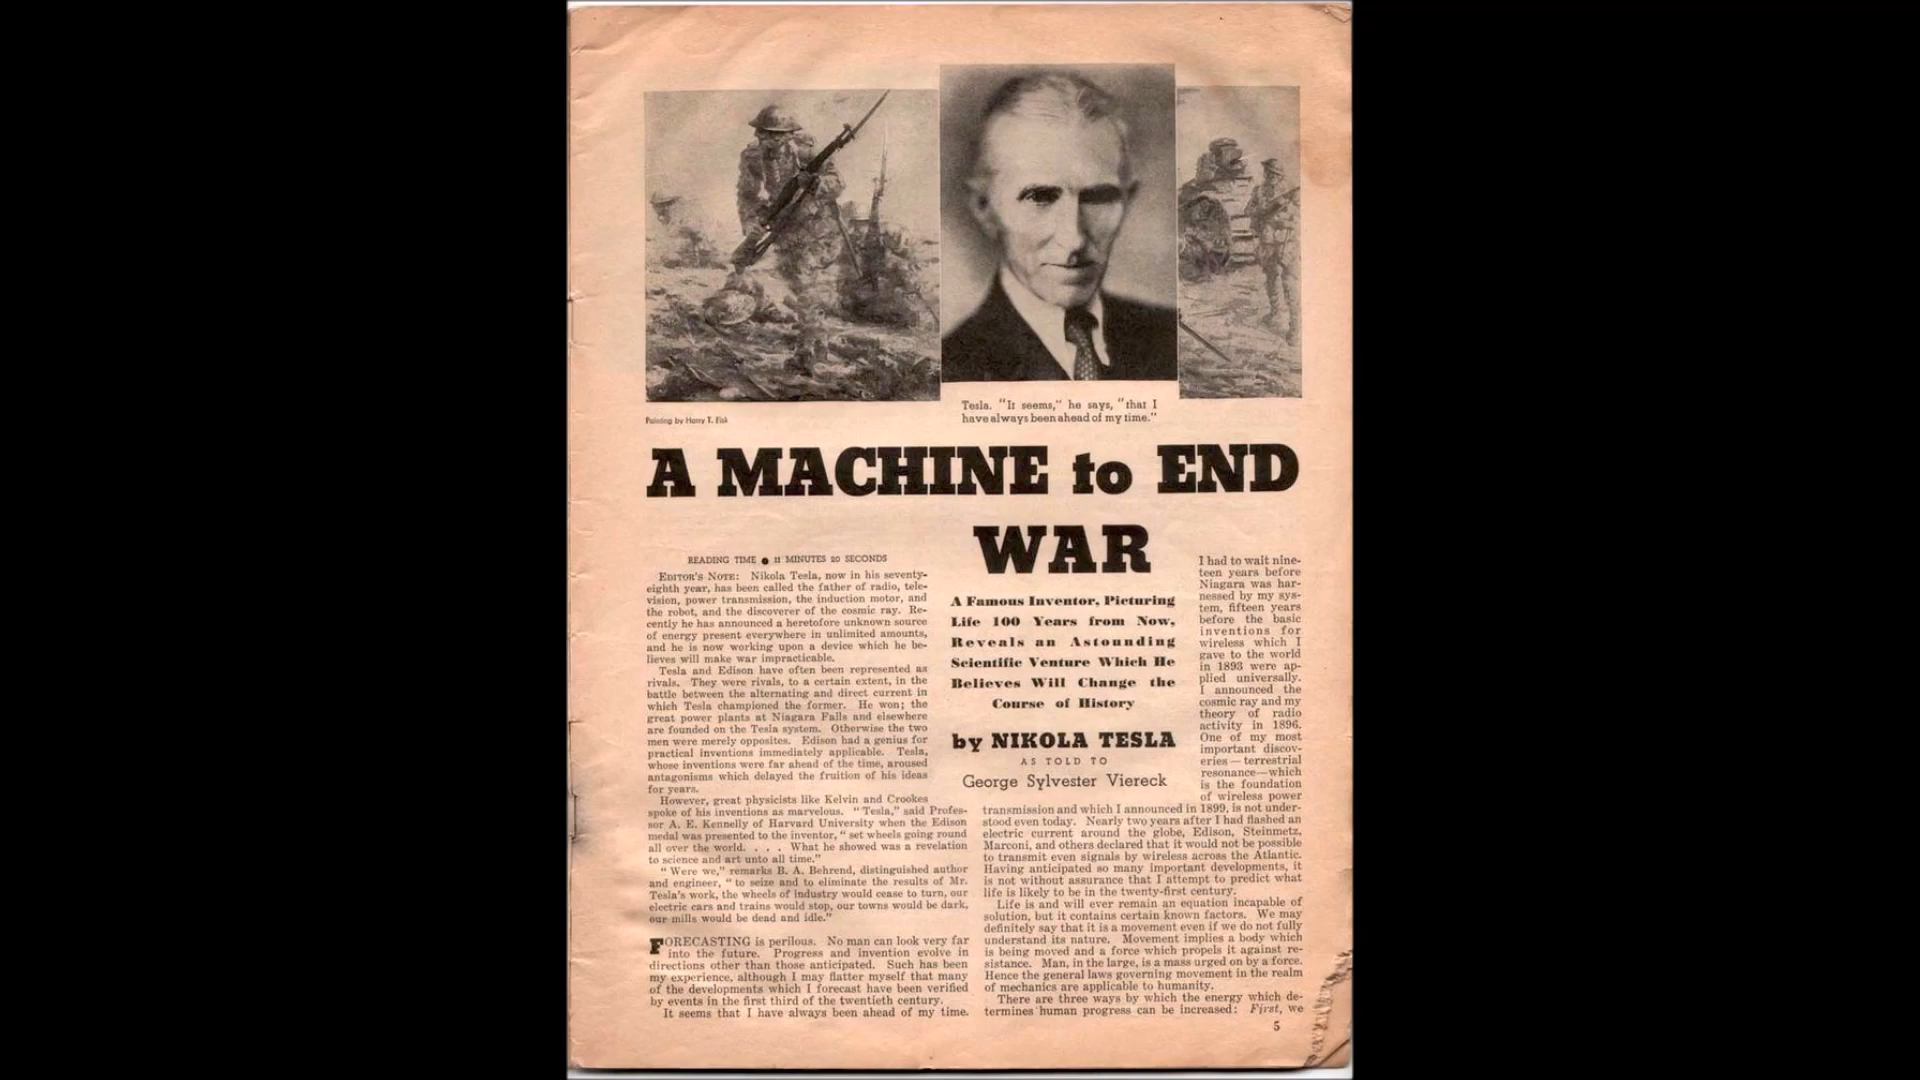 Painting by Harry T. Fisk
Tesla. "It seems," he says, "that I
have always been ahead of my time."
A MACHINE to END
WAR
A Famous Inventor, Picturing
Life 100 Years from Now,
Reveals an Astounding
Scientific Venture Which He
Believes Will Change the
Course of History
by NIKOLA TESLA
AS TOLD TO
George Sylvester Viereck
READING TIME ● 11 MINUTES 20 SECONDS
EDITOR'S NOTE: Nikola Tesla, now in his seventy-
eighth year, has been called the father of radio, tele-
vision, power transmission, the induction motor, and
the robot, and the discoverer of the cosmic ray. Re-
cently he has announced a heretofore unknown source
of energy present everywhere in unlimited amounts,
and he is now working upon a device which he be-
lieves will make war impracticable.
Tesla and Edison have often been represented as
rivals. They were rivals, to a certain extent, in the
battle between the alternating and direct current in
which Tesla championed the former. He won; the
great power plants at Niagara Falls and elsewhere
are founded on the Tesla system. Otherwise the two
men were merely opposites. Edison had a genius for
practical inventions immediately applicable. Tesla,
whose inventions were far ahead of the time, aroused
antagonisms which delayed the fruition of his ideas
for years.
However, great physicists like Kelvin and Crookes
spoke of his inventions as marvelous. "Tesla," said Profes-
sor A. E. Kennelly of Harvard University when the Edison
medal was presented to the inventor, "set wheels going round
all over the world. . . . What he showed was a revelation
to science and art unto all time."
"Were we," remarks B. A. Behrend, distinguished author
and engineer, "to seize and to eliminate the results of Mr.
Tesla's work, the wheels of industry would cease to turn, our
electric cars and trains would stop, our towns would be dark,
our mills would be dead and idle."
FORECASTING is perilous. No man can look very far
into the future. Progress and invention evolve in
directions other than those anticipated. Such has been
my experience, although I may flatter myself that many
of the developments which I forecast have been verified
by events in the first third of the twentieth century.
It seems that I have always been ahead of my time.
I had to wait nine-
teen years before
Niagara was har-
nessed by my sys-
tem, fifteen years
before the basic
inventions for
wireless which I
gave to the world
in 1893 were ap-
plied universally.
I announced the
cosmic ray and my
theory of radio
activity in 1896.
One of my most
important discov-
eries — terrestrial
resonance—which
is the foundation
of wireless power
transmission and which I announced in 1899, is not under-
stood even today. Nearly two years after I had flashed an
electric current around the globe, Edison, Steinmetz,
Marconi, and others declared that it would not be possible
to transmit even signals by wireless across the Atlantic.
Having anticipated so many important developments, it
is not without assurance that I attempt to predict what
life is likely to be in the twenty-first century.
Life is and will ever remain an equation incapable of
solution, but it contains certain known factors. We may
definitely say that it is a movement even if we do not fully
understand its nature. Movement implies a body which
is being moved and a force which propels it against re-
sistance. Man, in the large, is a mass urged on by a force.
Hence the general laws governing movement in the realm
of mechanics are applicable to humanity.
There are three ways by which the energy which de-
termines human progress can be increased: First, we
5